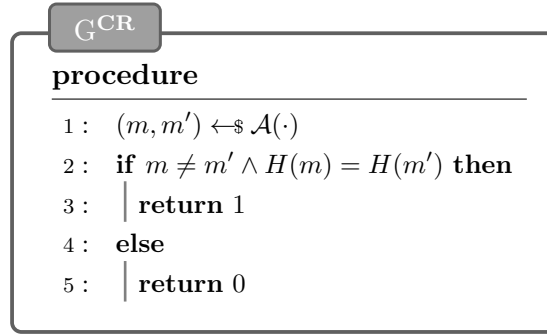 G^CR
procedure
1 : (m, m′) ←$ 𝒜(·)
2 : if m ≠ m′ ∧ H(m) = H(m′) then
3 : return 1
4 : else
5 : return 0